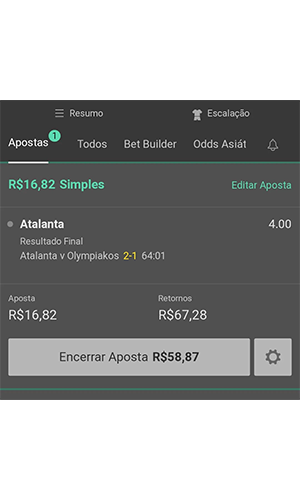 Resumo
Escalação
Apostas 1 Todos Bet Builder Odds Asiát
R$16,82 Simples Editar Aposta
Atalanta 4.00
Resultado Final
Atalanta v Olympiakos 2-1 64:01
Aposta Retornos
R$16,82 R$67,28
Encerrar Aposta R$58,87